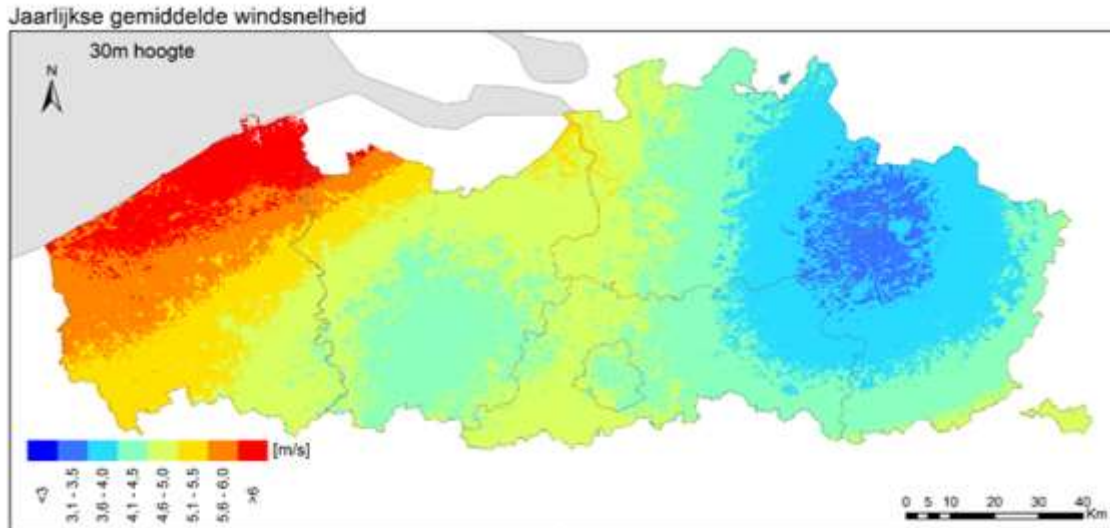 Jaarlijkse gemiddelde windsnelheid
30m hoogte
N
[m/s]
<3
3.1 - 3.5
3.6 - 4.0
4.1 - 4.5
4.6 - 5.0
5.1 - 5.5
5.6 - 6.0
>6
0 5 10 20 30 40
Km